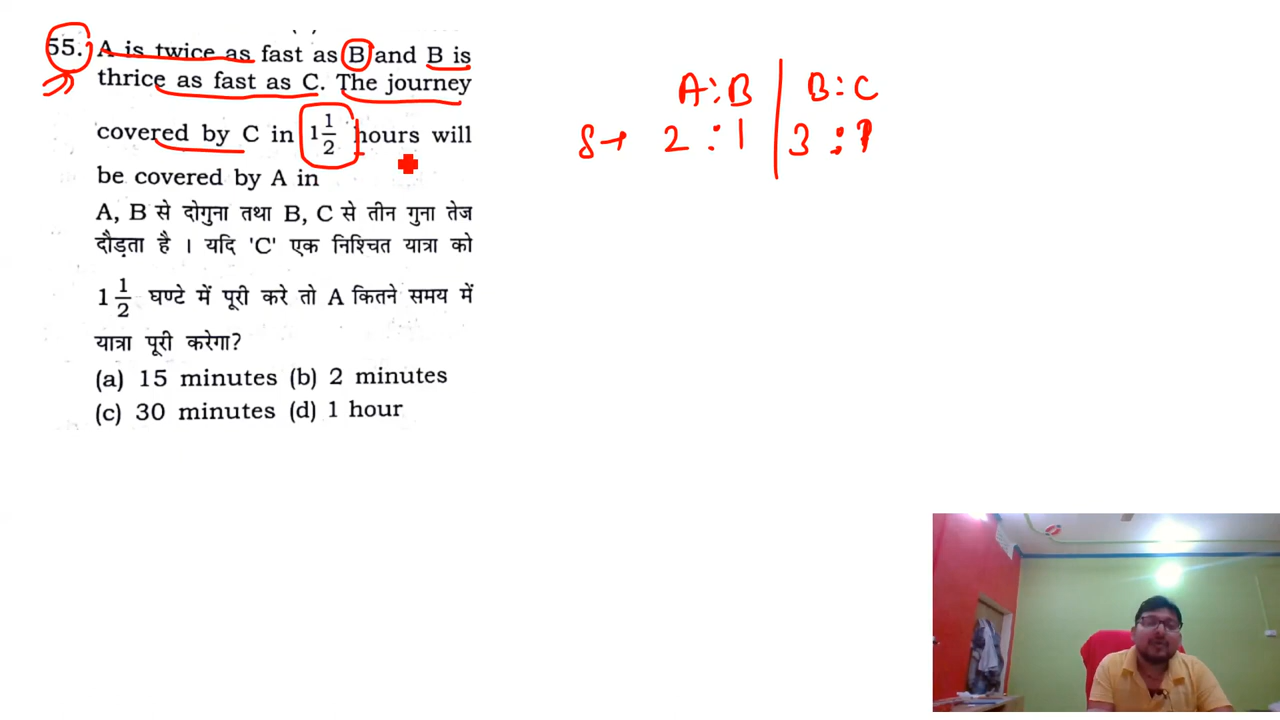 55. A is twice as fast as B and B is
thrice as fast as C. The journey
covered by C in 1 1/2 hours will
be covered by A in
A, B से दोगुना तथा B, C से तीन गुना तेज
दौड़ता है । यदि 'C' एक निश्चित यात्रा को
1 1/2 घण्टे में पूरी करे तो A कितने समय में
यात्रा पूरी करेगा?
(a) 15 minutes (b) 2 minutes
(c) 30 minutes (d) 1 hour
A : B B : C
S → 2 : 1 3 : 1